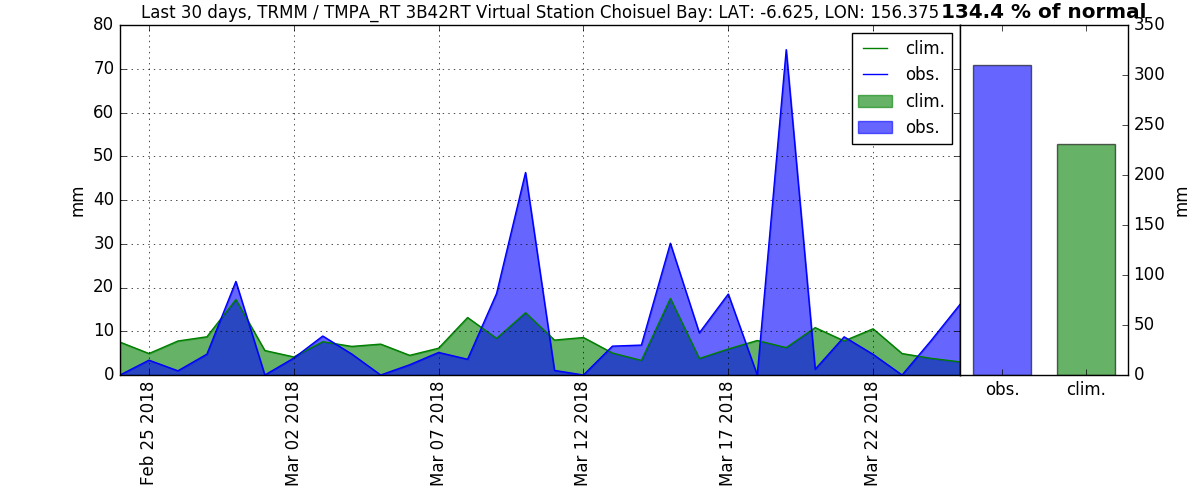 Last 30 days, TRMM / TMPA_RT 3B42RT Virtual Station Choisuel Bay: LAT: -6.625, LON: 156.375
134.4 % of normal
80
70
60
50
40
30
20
10
0
mm
Feb 25 2018
Mar 02 2018
Mar 07 2018
Mar 12 2018
Mar 17 2018
Mar 22 2018
clim.
obs.
clim.
obs.
350
300
250
200
150
100
50
0
mm
obs.
clim.